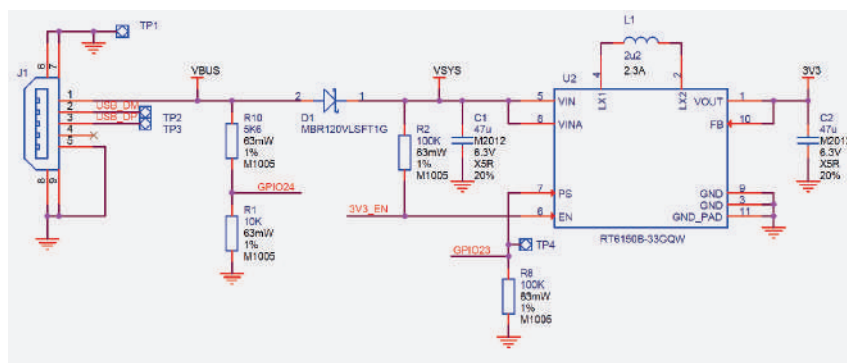 TP1
L1
J1
6
7
2u2
2.3A
VBUS
VSYS
U2
3V3
4
2
LX1
LX2
1
2
3
4
5
USB_DM
USB_DP
TP2
TP3
2
1
D1
MBR120VLSFT1G
R10
5K6
63mW
1%
M1005
R2
100K
63mW
1%
M1005
C1
47u
M2012
6.3V
X5R
20%
5
VIN
8
VINA
VOUT
1
FB
10
C2
47u
M2012
6.3V
X5R
20%
8
9
GPIO24
7
PS
GND
9
GND
3
GND_PAD
11
3V3_EN
6
EN
R1
10K
63mW
1%
M1005
GPIO23
TP4
RT6150B-33GQW
R8
100K
63mW
1%
M1005